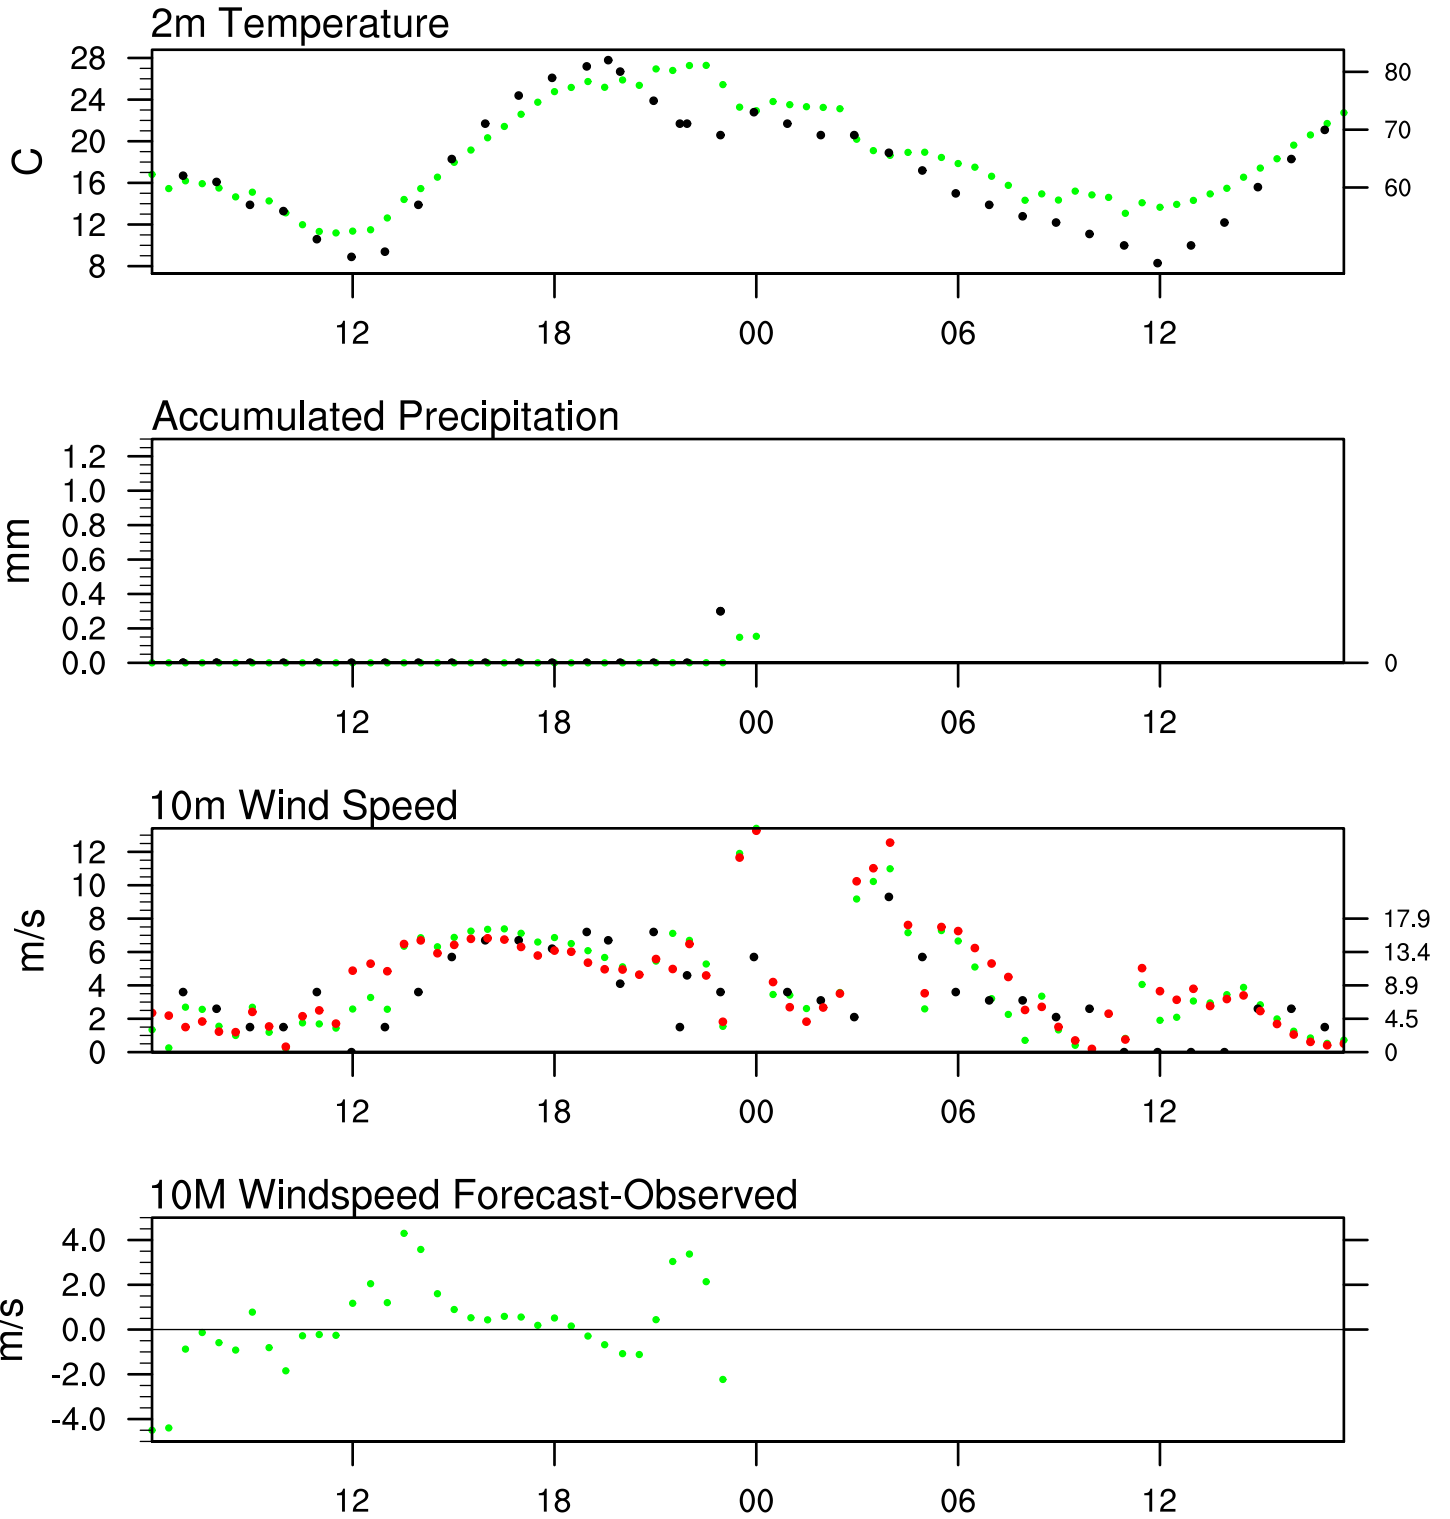 2m Temperature
28
24
20
16
12
8
C
80
70
60
12 18 00 06 12
Accumulated Precipitation
1.2
1.0
0.8
0.6
0.4
0.2
0.0
mm
0
12 18 00 06 12
10m Wind Speed
12
10
8
6
4
2
0
m/s
17.9
13.4
8.9
4.5
0
12 18 00 06 12
10M Windspeed Forecast-Observed
4.0
2.0
0.0
-2.0
-4.0
m/s
12 18 00 06 12